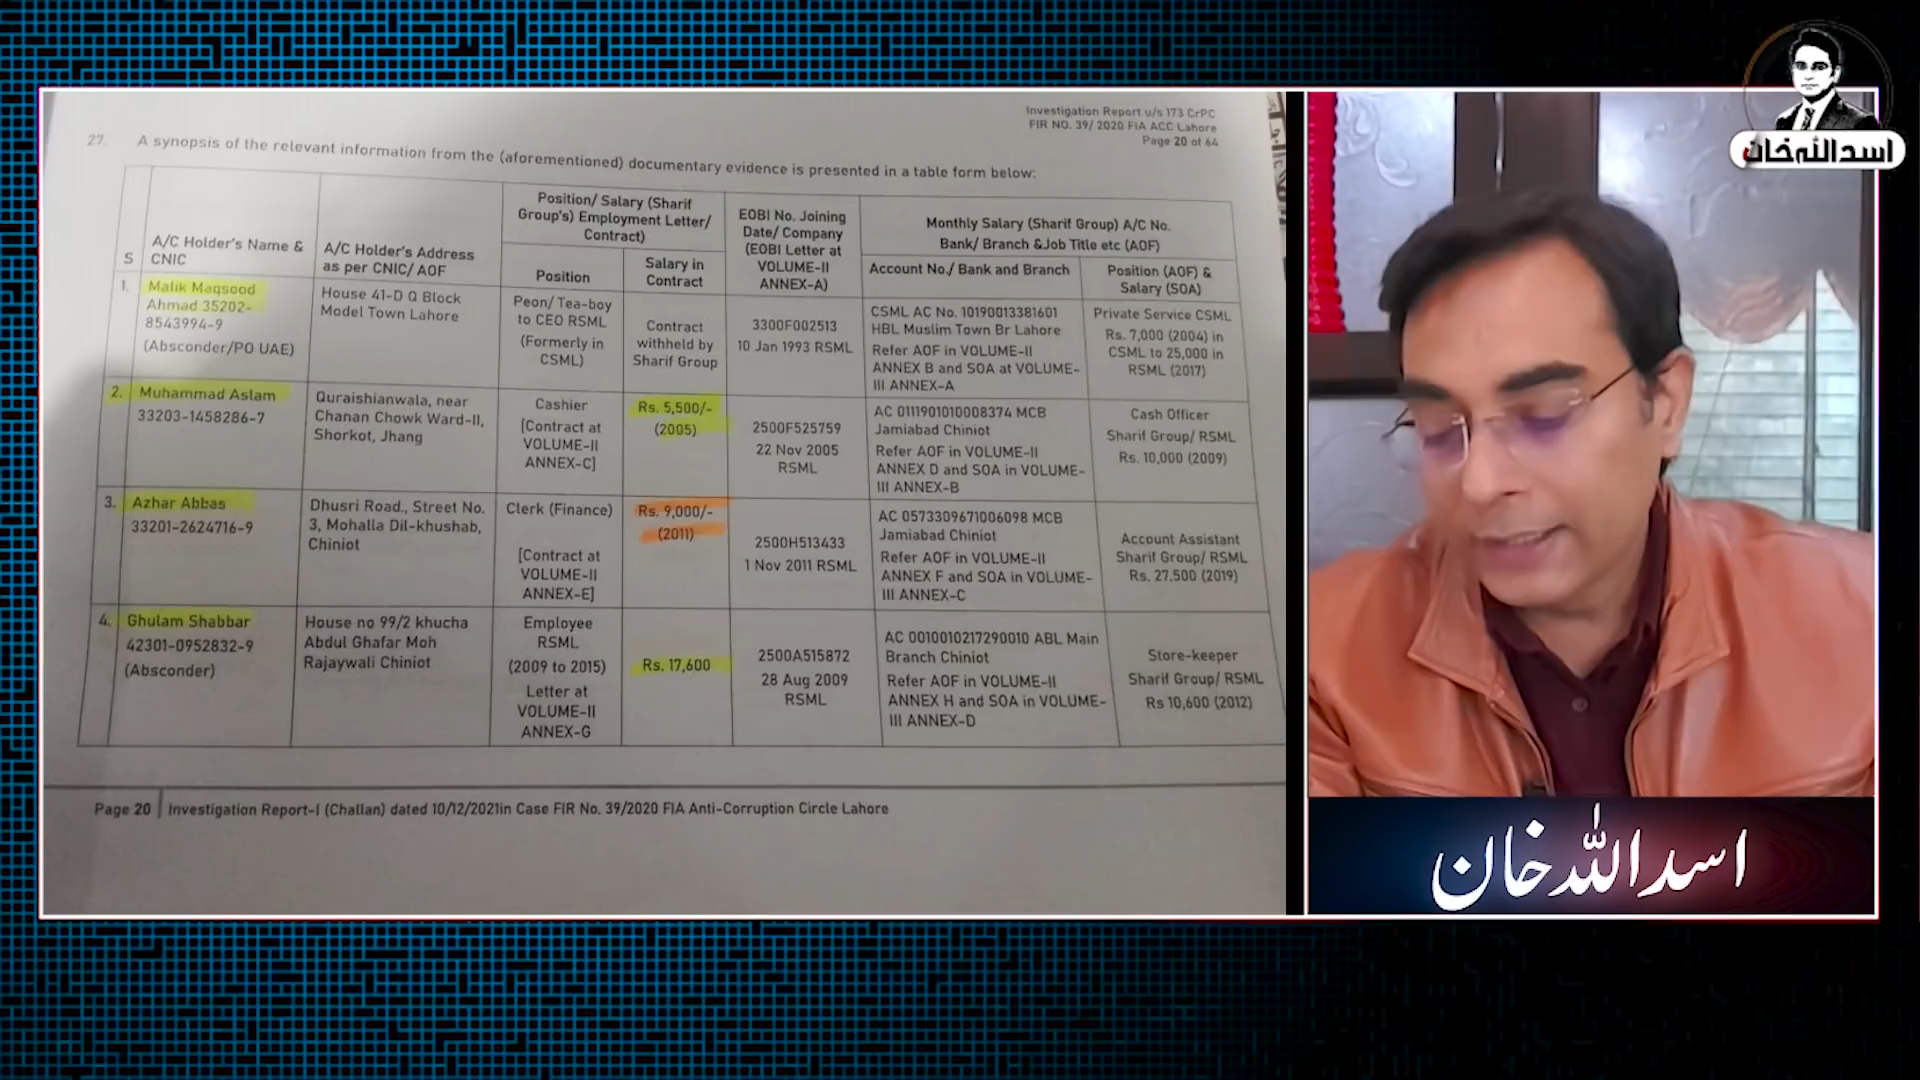 Investigation Report u/s 173 CrPC
FIR NO. 39/ 2020 FIA ACC Lahore
Page 20 of 64
27. A synopsis of the relevant information from the (aforementioned) documentary evidence is presented in a table form below:
S
A/C Holder's Name &
CNIC
A/C Holder's Address
as per CNIC/ AOF
Position/ Salary (Sharif
Group's) Employment Letter/
Contract)
Position
Salary in
Contract
EOBI No. Joining
Date/ Company
(EOBI Letter at
VOLUME-II
ANNEX-A)
Monthly Salary (Sharif Group) A/C No.
Bank/ Branch &Job Title etc (AOF)
Account No./ Bank and Branch
Position (AOF) &
Salary (SOA)
1.
Malik Maqsood
Ahmad 35202-
8543994-9
(Absconder/PO UAE)
House 41-D Q Block
Model Town Lahore
Peon/ Tea-boy
to CEO RSML
(Formerly in
CSML)
Contract
withheld by
Sharif Group
3300F002513
10 Jan 1993 RSML
CSML AC No. 10190013381601
HBL Muslim Town Br Lahore
Refer AOF in VOLUME-II
ANNEX B and SOA at VOLUME-
III ANNEX-A
Private Service CSML
Rs. 7,000 (2004) in
CSML to 25,000 in
RSML (2017)
2.
Muhammad Aslam
33203-1458286-7
Quraishianwala, near
Chanan Chowk Ward-II,
Shorkot, Jhang
Cashier
[Contract at
VOLUME-II
ANNEX-C]
Rs. 5,500/-
(2005)
2500F525759
22 Nov 2005
RSML
AC 0111901010008374 MCB
Jamiabad Chiniot
Refer AOF in VOLUME-II
ANNEX D and SOA in VOLUME-
III ANNEX-B
Cash Officer
Sharif Group/ RSML
Rs. 10,000 (2009)
3.
Azhar Abbas
33201-2624716-9
Dhusri Road., Street No.
3, Mohalla Dil-khushab,
Chiniot
Clerk (Finance)
[Contract at
VOLUME-II
ANNEX-E]
Rs. 9,000/-
(2011)
2500H513433
1 Nov 2011 RSML
AC 0573309671006098 MCB
Jamiabad Chiniot
Refer AOF in VOLUME-II
ANNEX F and SOA in VOLUME-
III ANNEX-C
Account Assistant
Sharif Group/ RSML
Rs. 27,500 (2019)
4.
Ghulam Shabbar
42301-0952832-9
(Absconder)
House no 99/2 khucha
Abdul Ghafar Moh
Rajaywali Chiniot
Employee
RSML
(2009 to 2015)
Letter at
VOLUME-II
ANNEX-G
Rs. 17,600
2500A515872
28 Aug 2009
RSML
AC 0010010217290010 ABL Main
Branch Chiniot
Refer AOF in VOLUME-II
ANNEX H and SOA in VOLUME-
III ANNEX-D
Store-keeper
Sharif Group/ RSML
Rs 10,600 (2012)
Page 20 | Investigation Report-I (Challan) dated 10/12/2021in Case FIR No. 39/2020 FIA Anti-Corruption Circle Lahore
اسد اللہ خان
اسد اللہ خان